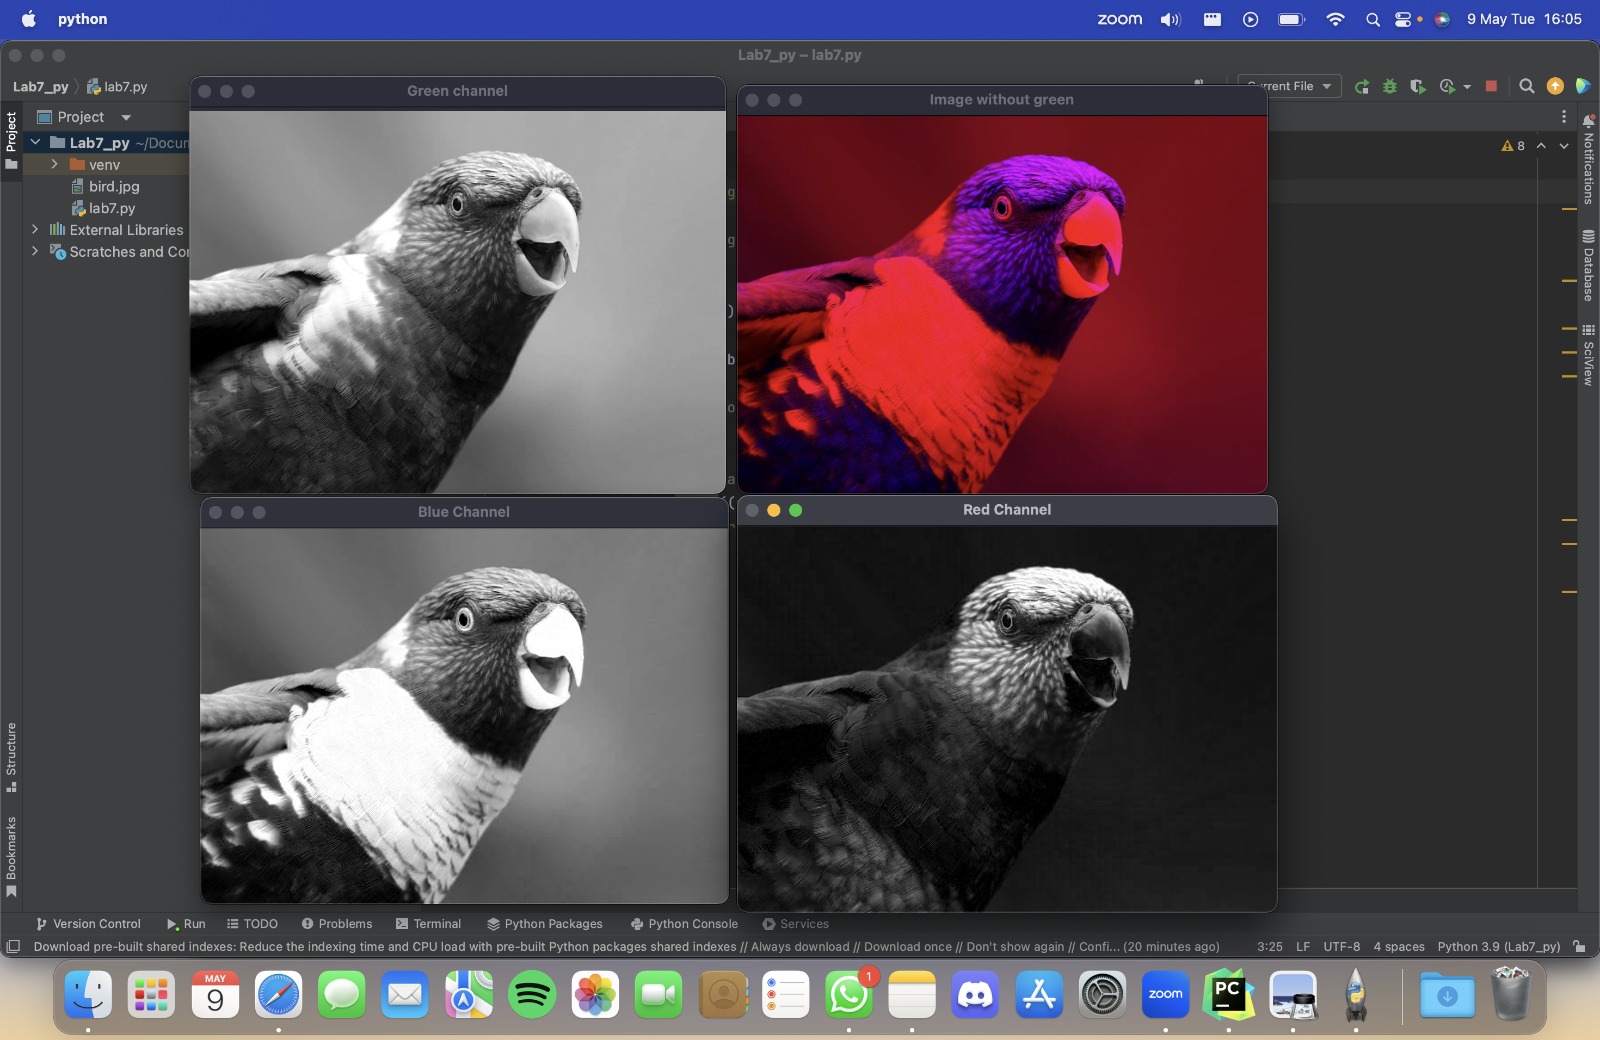 python
zoom
9 May Tue 16:05
Lab7_py – lab7.py
Lab7_py
lab7.py
Current File
Project
Project
Lab7_py ~/Docu
venv
bird.jpg
lab7.py
External Libraries
Scratches and Co
Green channel
Image without green
8
Notifications
Database
SciView
Blue Channel
Red Channel
Structure
Bookmarks
Version Control
Run
TODO
Problems
Terminal
Python Packages
Python Console
Services
Download pre-built shared indexes: Reduce the indexing time and CPU load with pre-built Python packages shared indexes // Always download // Download once // Don't show again // Confi... (20 minutes ago)
3:25 LF UTF-8 4 spaces Python 3.9 (Lab7_py)
MAY
9
1
zoom
PC